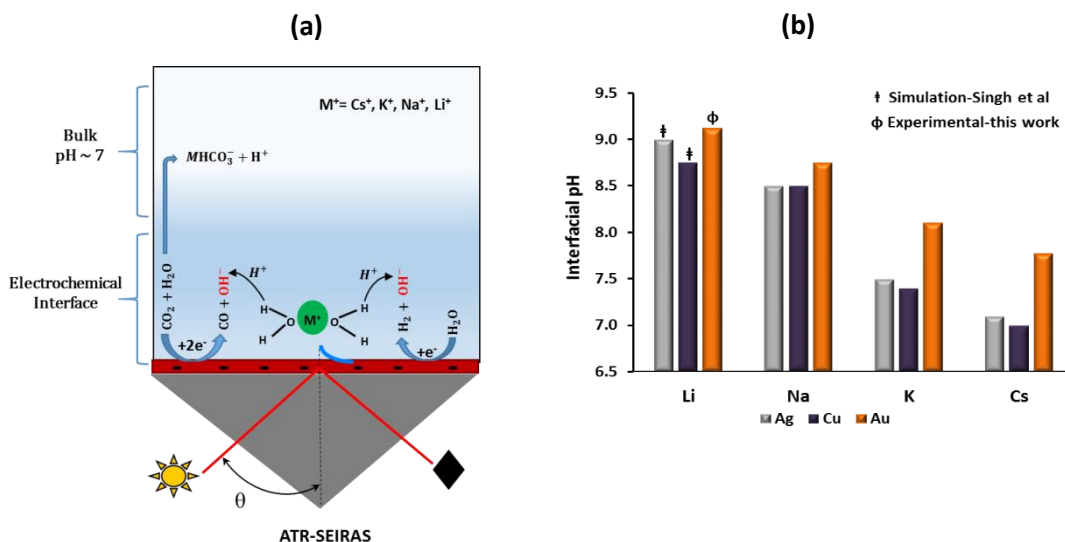 (a)
M⁺= Cs⁺, K⁺, Na⁺, Li⁺
Bulk
pH ~ 7
MHCO₃⁻ + H⁺
Electrochemical
Interface
CO₂ + H₂O
+2e⁻
CO + OH⁻
H⁺
H
O
H
M⁺
H
O
H
H⁺
H₂ + OH⁻
+e⁻
H₂O
θ
ATR-SEIRAS
(b)
ǂ Simulation-Singh et al
ϕ Experimental-this work
Interfacial pH
9.5
9.0
8.5
8.0
7.5
7.0
6.5
ǂ
ǂ
ϕ
Li
Na
K
Cs
Ag
Cu
Au